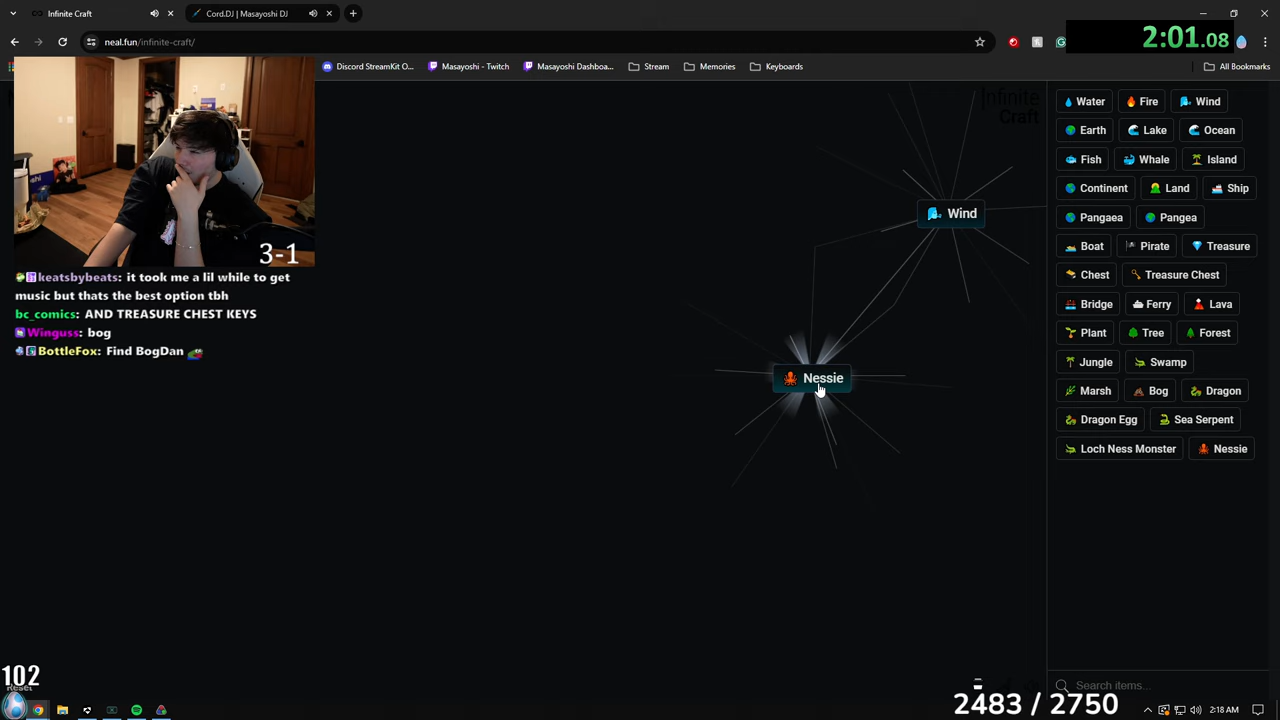 Infinite Craft
Cord.DJ | Masayoshi DJ
2:01.08
neal.fun/infinite-craft/
Discord StreamKit O...
Masayoshi - Twitch
Masayoshi Dashboa...
Stream
Memories
Keyboards
All Bookmarks
3-1
keatsbybeats: it took me a lil while to get
music but thats the best option tbh
bc_comics: AND TREASURE CHEST KEYS
Winguss: bog
BottleFox: Find BogDan
Infinite
Craft
Wind
Nessie
Water Fire Wind
Earth Lake Ocean
Fish Whale Island
Continent Land Ship
Pangaea Pangea
Boat Pirate Treasure
Chest Treasure Chest
Bridge Ferry Lava
Plant Tree Forest
Jungle Swamp
Marsh Bog Dragon
Dragon Egg Sea Serpent
Loch Ness Monster Nessie
Search items...
102
Reset
2483 / 2750
2:18 AM